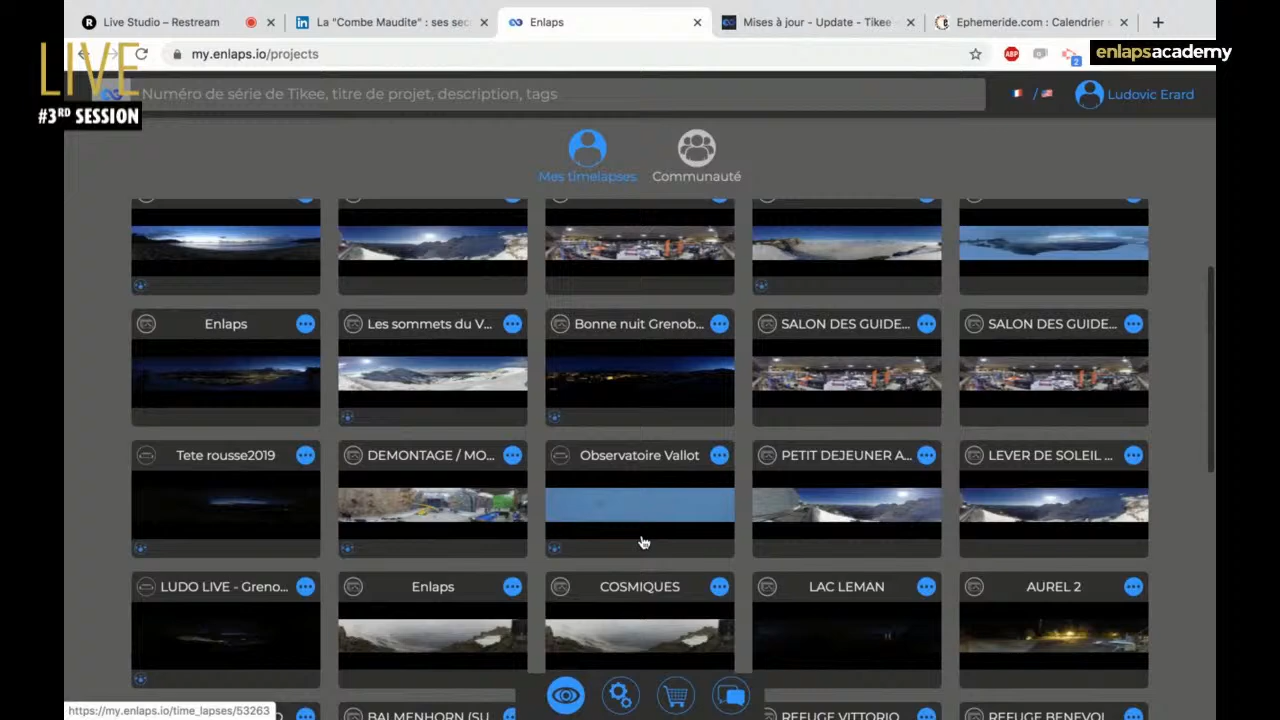 Live Studio – Restream
La "Combe Maudite" : ses sec
Enlaps
Mises à jour - Update - Tikee -
Ephemeride.com : Calendrier
my.enlaps.io/projects
ABP
2
enlapsacademy
LIVE
#3RD SESSION
Numéro de série de Tikee, titre de projet, description, tags
/
Ludovic Erard
Mes timelapses
Communauté
Enlaps
Les sommets du V...
Bonne nuit Grenob...
SALON DES GUIDE...
SALON DES GUIDE...
Tete rousse2019
DEMONTAGE / MO...
Observatoire Vallot
PETIT DEJEUNER A...
LEVER DE SOLEIL ...
LUDO LIVE - Greno...
Enlaps
COSMIQUES
LAC LEMAN
AUREL 2
https://my.enlaps.io/time_lapses/53263
BALMENHORN (SU
REFUGE VITTORIO
REFUGE BENEVOL